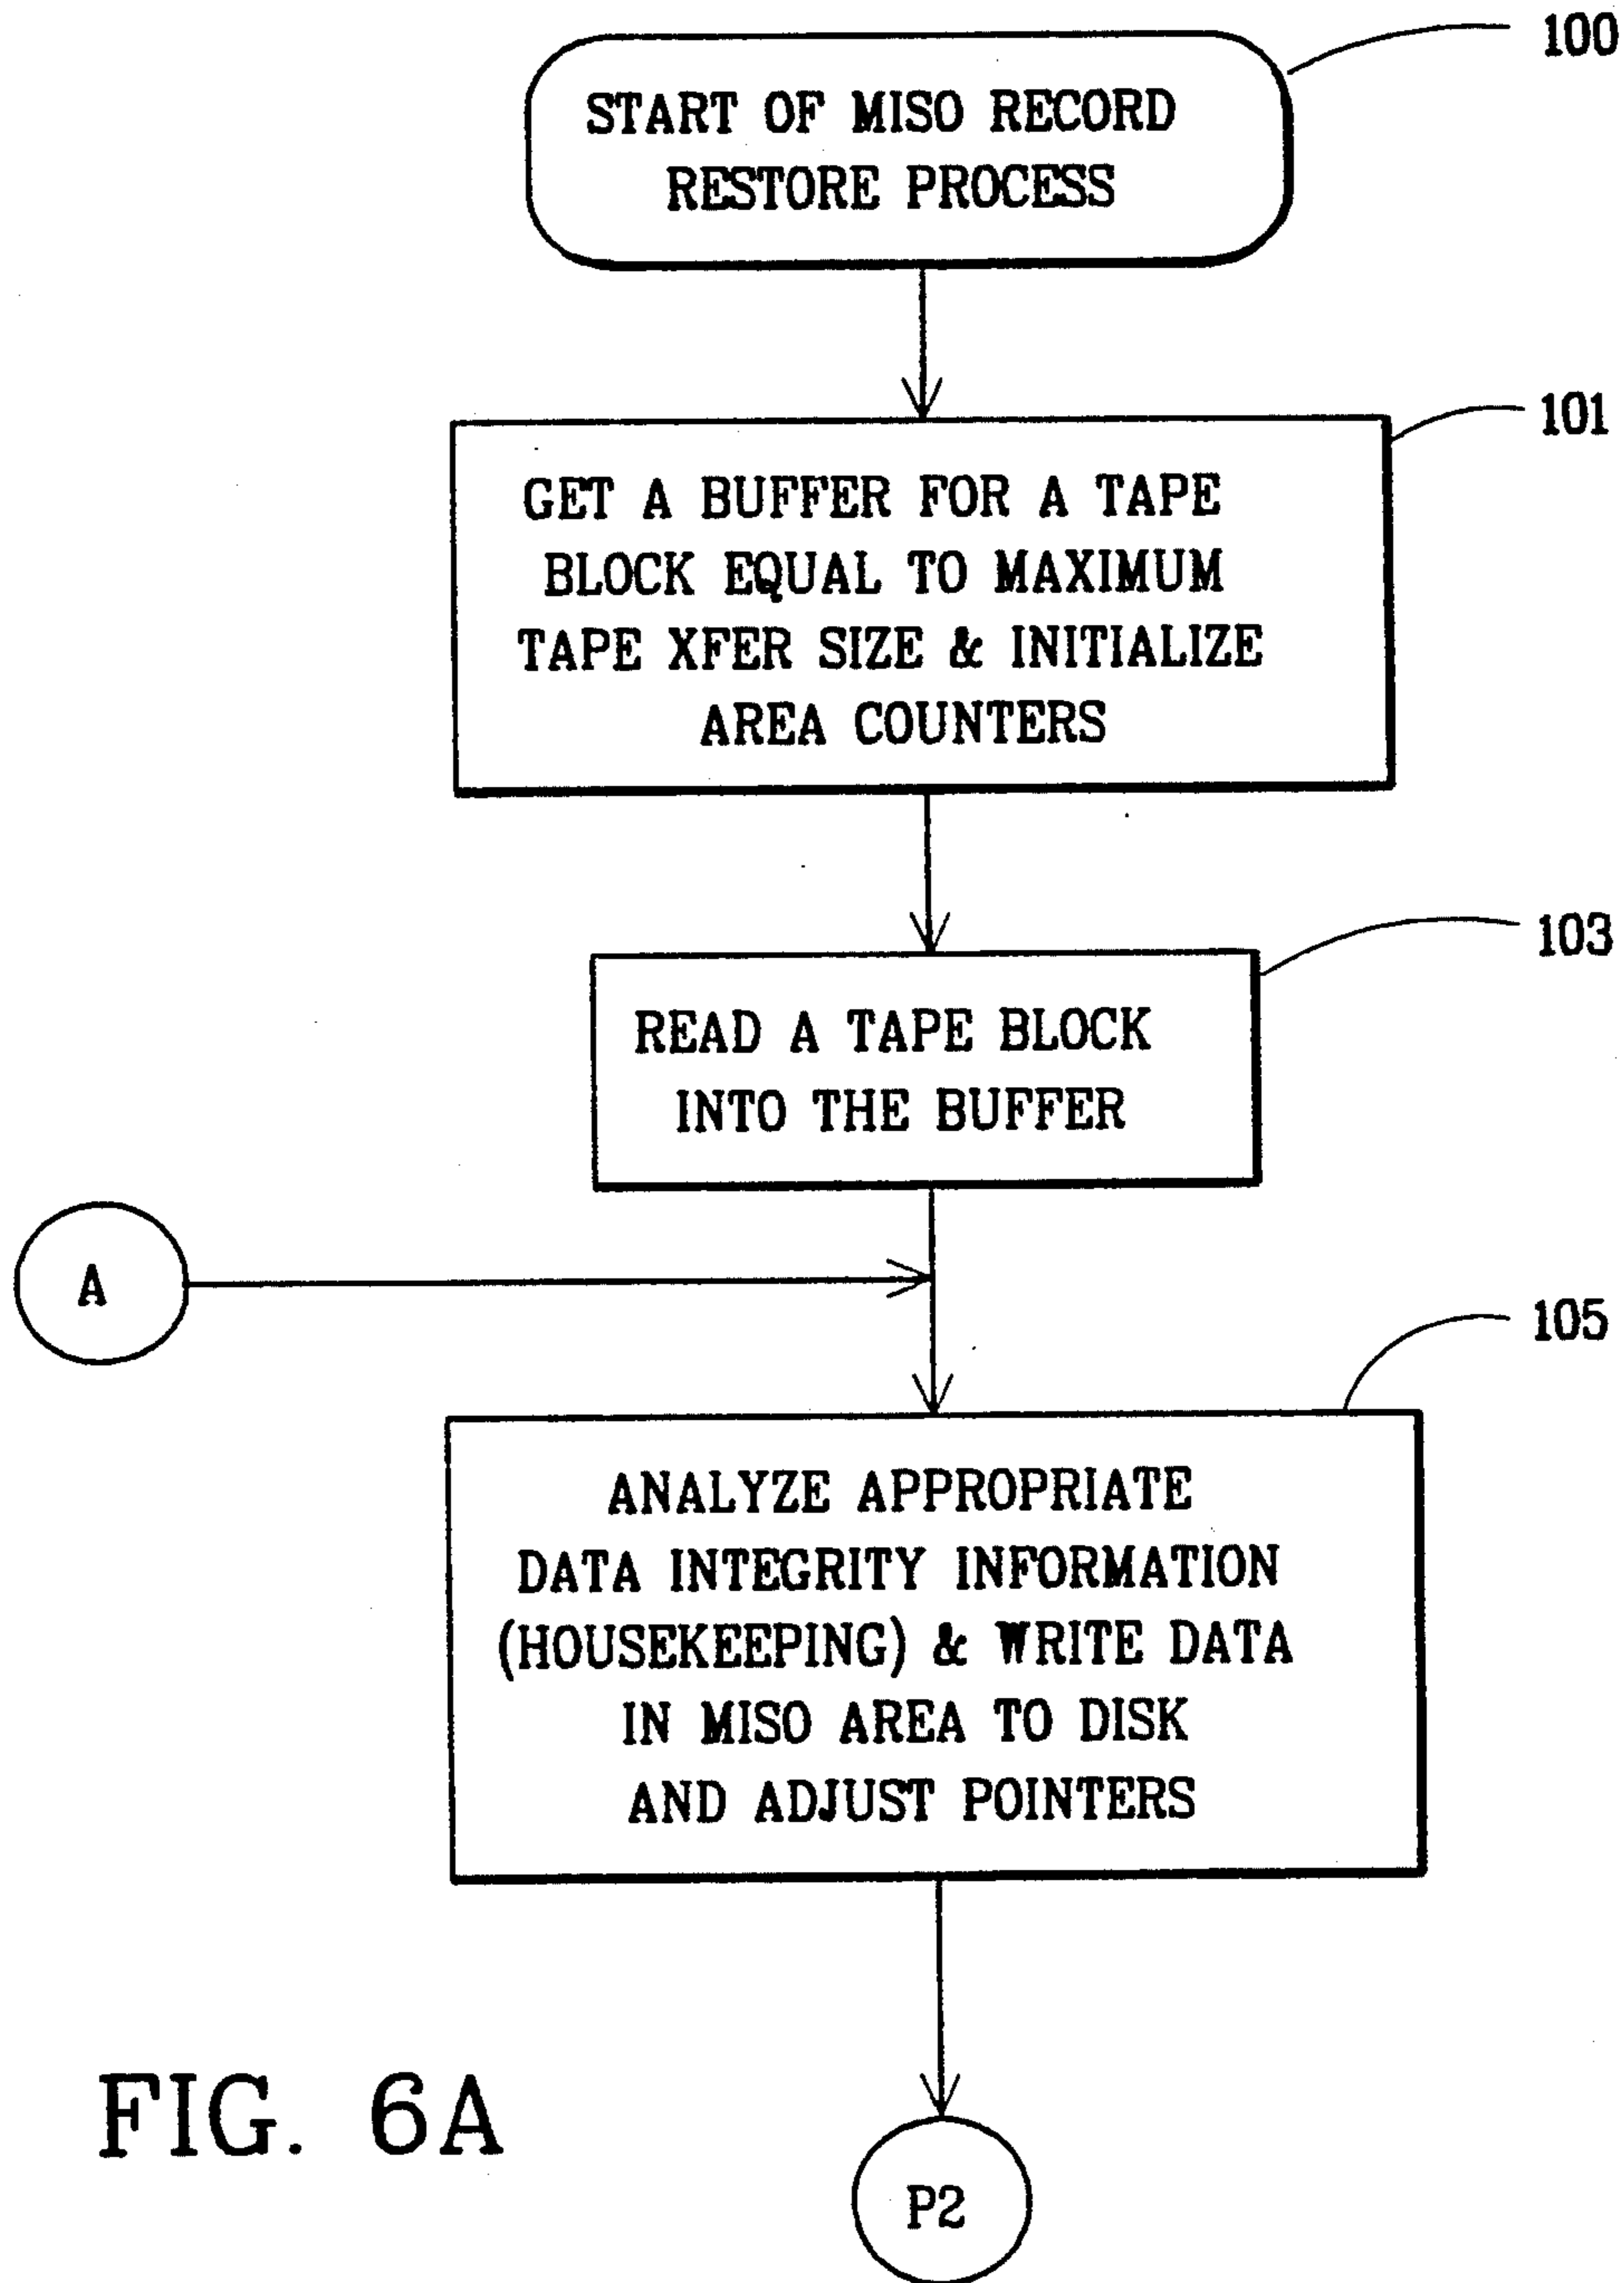 100
START OF MISO RECORD
RESTORE PROCESS
101
GET A BUFFER FOR A TAPE
BLOCK EQUAL TO MAXIMUM
TAPE XFER SIZE & INITIALIZE
AREA COUNTERS
103
READ A TAPE BLOCK
INTO THE BUFFER
A
105
ANALYZE APPROPRIATE
DATA INTEGRITY INFORMATION
(HOUSEKEEPING) & WRITE DATA
IN MISO AREA TO DISK
AND ADJUST POINTERS
FIG. 6A
P2